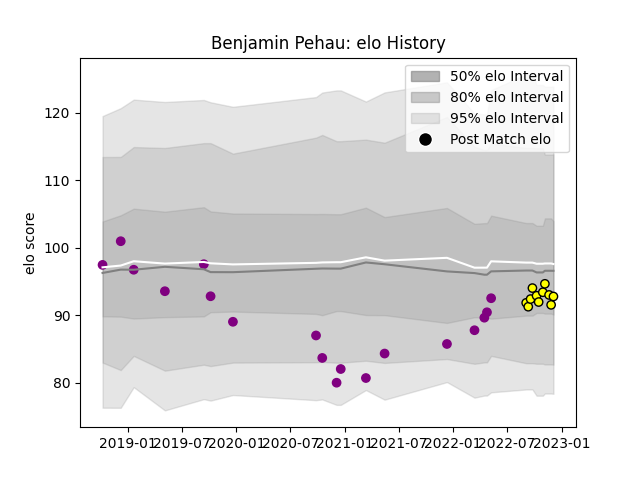 Benjamin Pehau: elo History
50% elo Interval
80% elo Interval
95% elo Interval
Post Match elo
elo score
120
110
100
90
80
2019-01
2019-07
2020-01
2020-07
2021-01
2021-07
2022-01
2022-07
2023-01